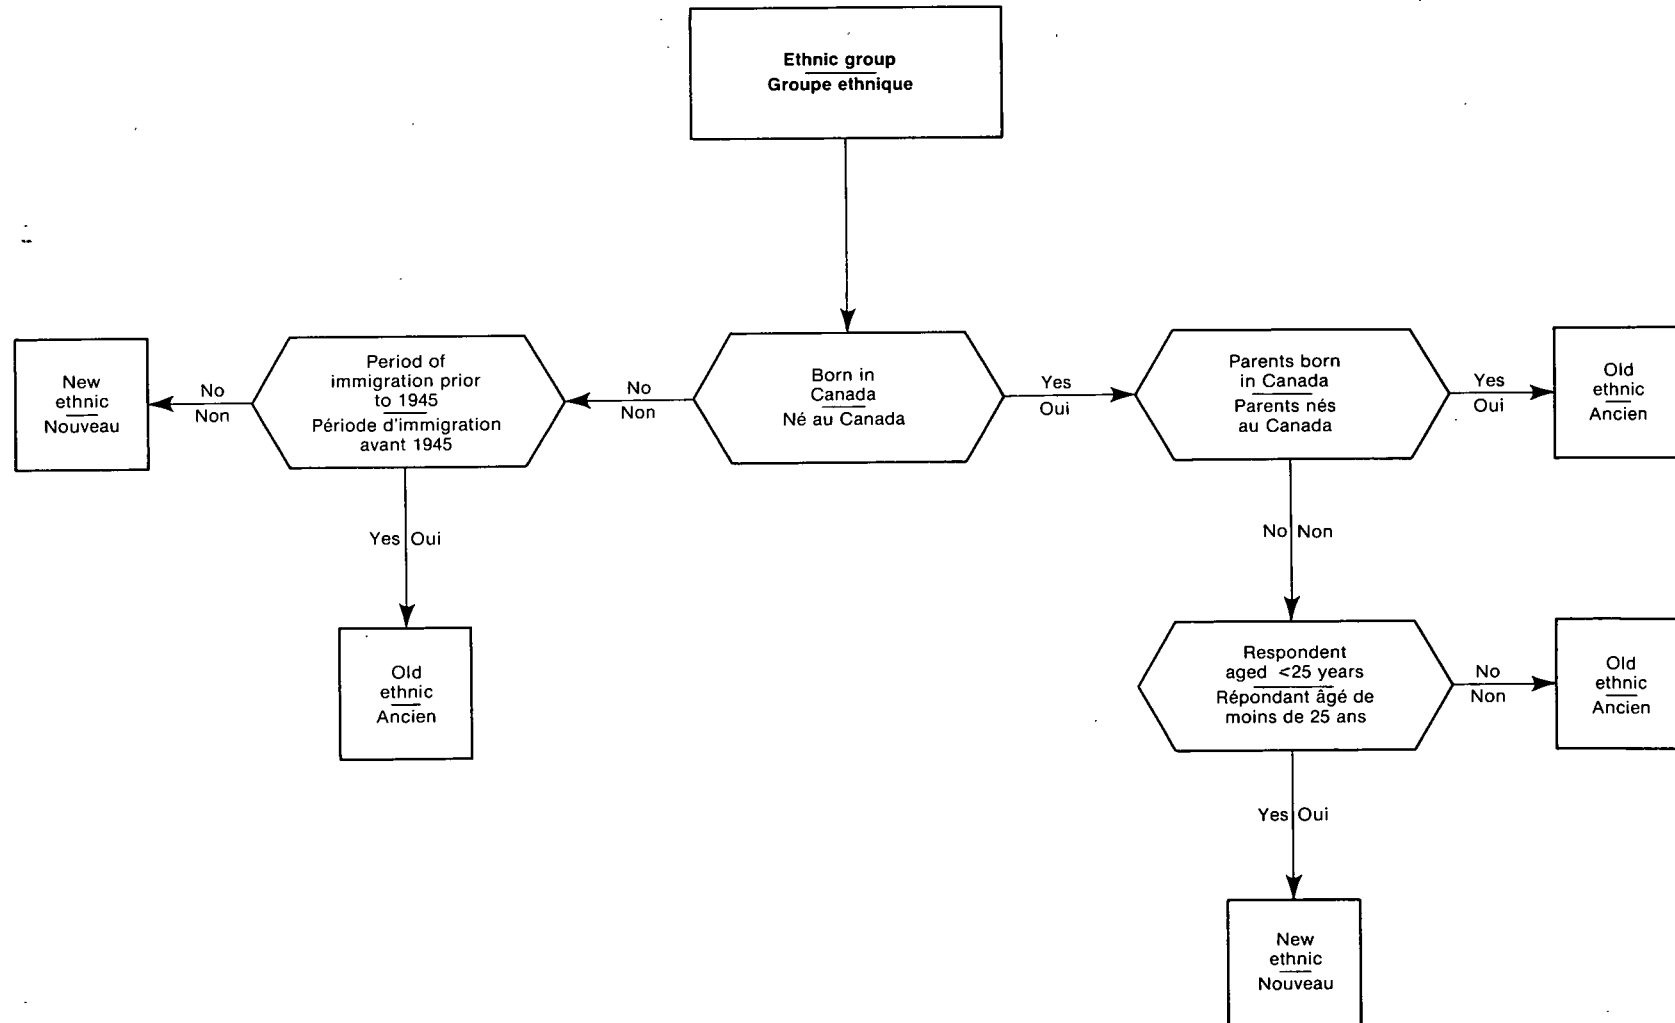 Ethnic group
Groupe ethnique
New
ethnic
Nouveau
No
Non
Period of
immigration prior
to 1945
Période d'immigration
avant 1945
No
Non
Born in
Canada
Né au Canada
Yes
Oui
Parents born
in Canada
Parents nés
au Canada
Yes
Oui
Old
ethnic
Ancien
Yes Oui
No Non
Old
ethnic
Ancien
Respondent
aged <25 years
Répondant âgé de
moins de 25 ans
No
Non
Old
ethnic
Ancien
Yes Oui
New
ethnic
Nouveau